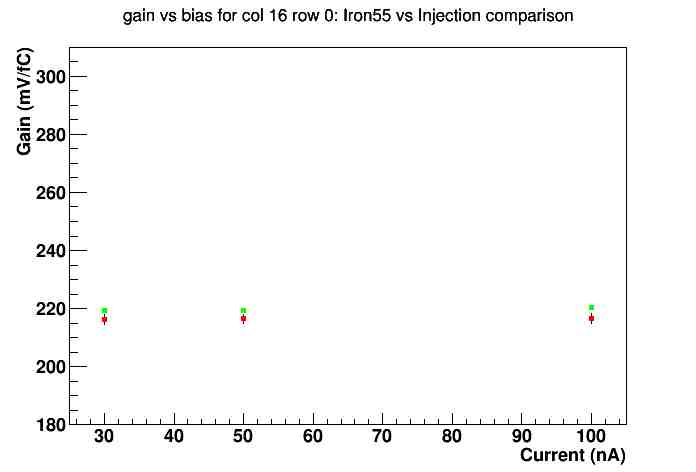 gain vs bias for col 16 row 0: Iron55 vs Injection comparison
Gain (mV/fC)
300
280
260
240
220
200
180
30 40 50 60 70 80 90 100
Current (nA)